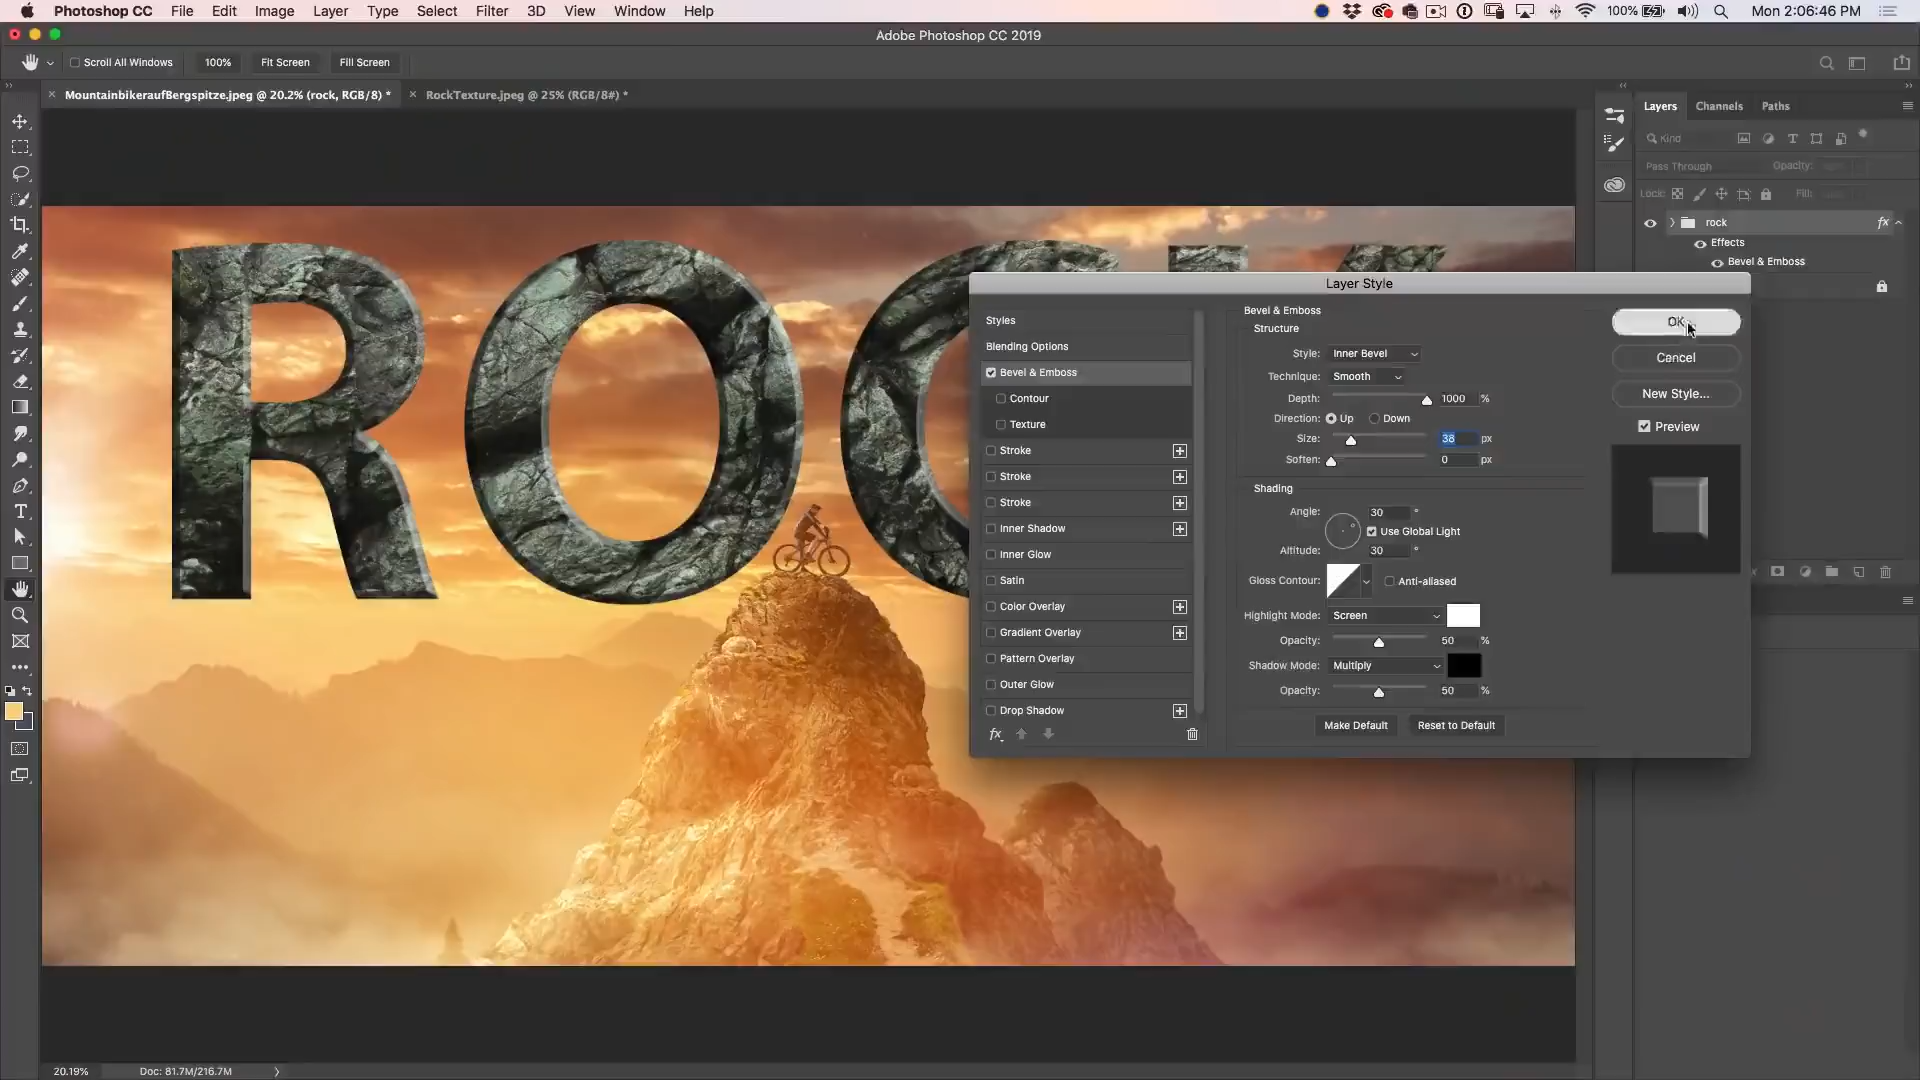 Photoshop CC File Edit Image Layer Type Select Filter 3D View Window Help 100% Mon 2:06:46 PM
Adobe Photoshop CC 2019
Scroll All Windows 100% Fit Screen Fill Screen
MountainbikeraufBergspitze.jpeg @ 20.2% (rock, RGB/8) * RockTexture.jpeg @ 25% (RGB/8#) *
Layers Channels Paths
Kind
Pass Through Opacity:
Lock: Fill:
rock fx
Effects
Bevel & Emboss
ROCK
Layer Style
Styles
Blending Options
Bevel & Emboss
Contour
Texture
Stroke
Stroke
Stroke
Inner Shadow
Inner Glow
Satin
Color Overlay
Gradient Overlay
Pattern Overlay
Outer Glow
Drop Shadow
fx
Bevel & Emboss
Structure
Style: Inner Bevel
Technique: Smooth
Depth: 1000 %
Direction: Up Down
Size: 38 px
Soften: 0 px
Shading
Angle: 30 °
Use Global Light
Altitude: 30 °
Gloss Contour: Anti-aliased
Highlight Mode: Screen
Opacity: 50 %
Shadow Mode: Multiply
Opacity: 50 %
Make Default Reset to Default
OK
Cancel
New Style...
Preview
20.19% Doc: 81.7M/216.7M